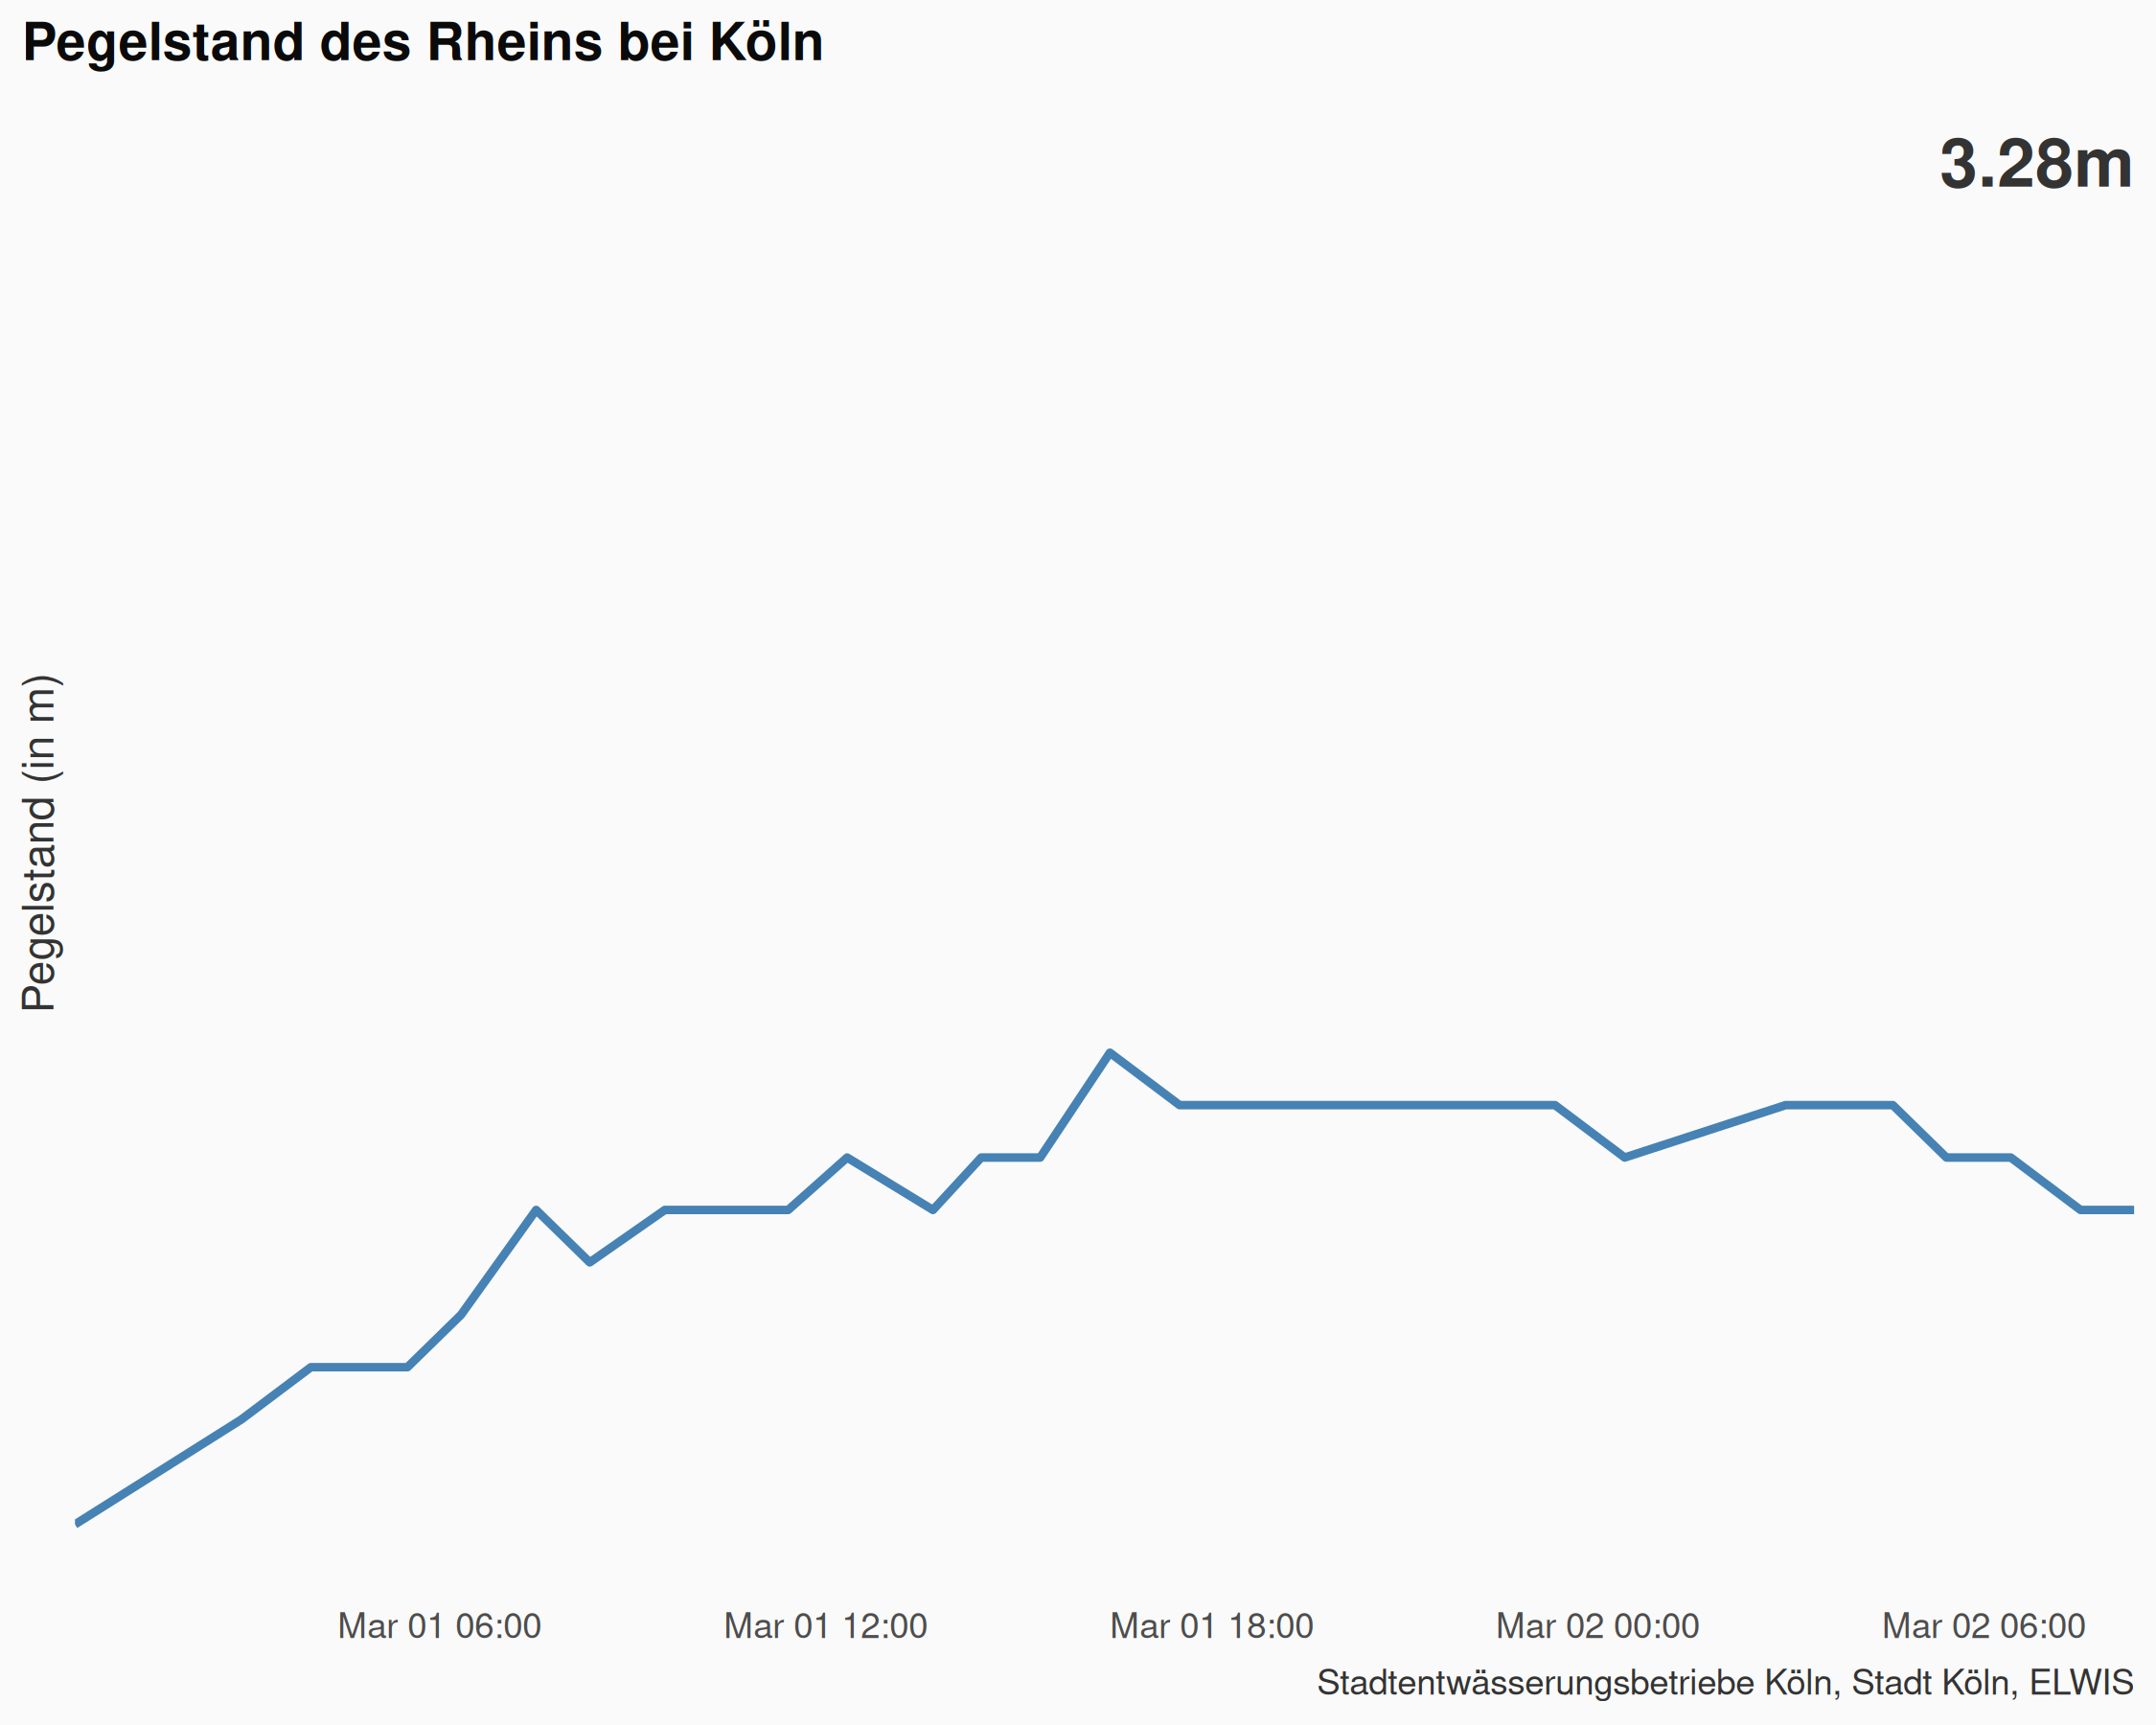 Pegelstand des Rheins bei Köln
3.28m
Pegelstand (in m)
Mar 01 06:00
Mar 01 12:00
Mar 01 18:00
Mar 02 00:00
Mar 02 06:00
Stadtentwässerungsbetriebe Köln, Stadt Köln, ELWIS